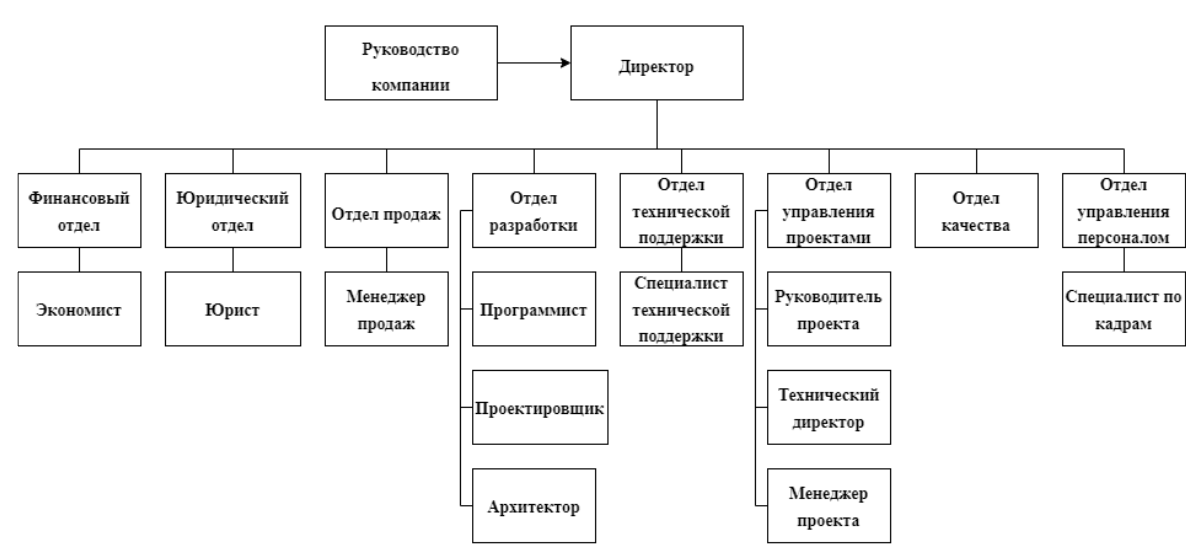 Руководство
компании
Директор
Финансовый
отдел
Юридический
отдел
Отдел продаж
Отдел
разработки
Отдел
технической
поддержки
Отдел
управления
проектами
Отдел
качества
Отдел
управления
персоналом
Экономист
Юрист
Менеджер
продаж
Программист
Специалист
технической
поддержки
Руководитель
проекта
Специалист по
кадрам
Проектировщик
Технический
директор
Архитектор
Менеджер
проекта